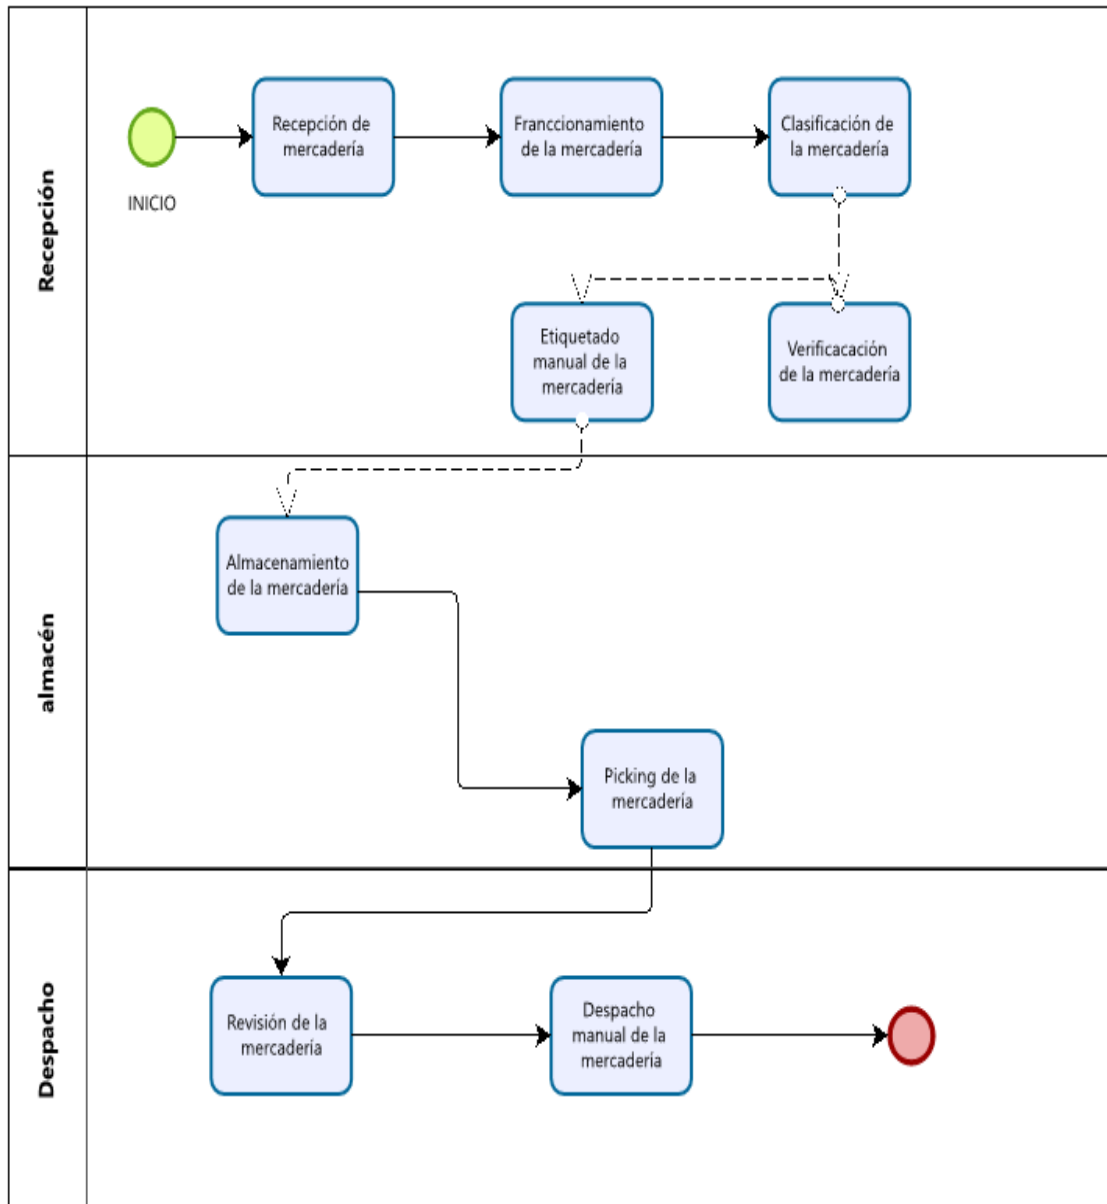 Recepción
INICIO
Recepción de
mercadería
Franccionamiento
de la mercadería
Clasificación de
la mercadería
Etiquetado
manual de la
mercadería
Verificacación
de la mercadería
almacén
Almacenamiento
de la mercadería
Picking de la
mercadería
Despacho
Revisión de la
mercadería
Despacho
manual de la
mercadería